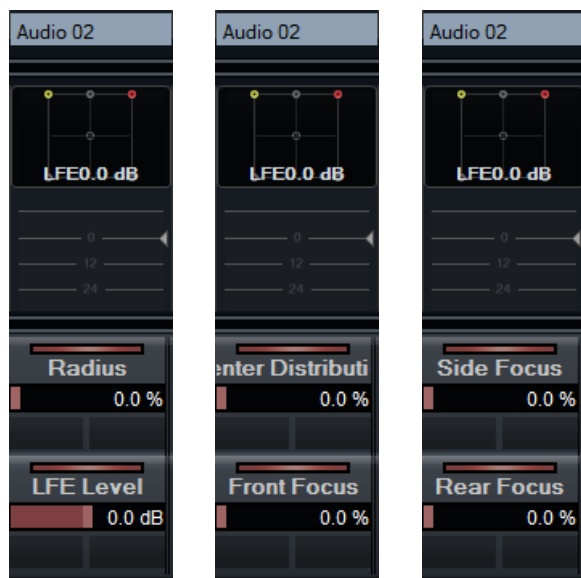 Audio 02
LFE0.0 dB
0
12
24
Radius
0.0 %
LFE Level
0.0 dB
Audio 02
LFE0.0 dB
0
12
24
enter Distributi
0.0 %
Front Focus
0.0 %
Audio 02
LFE0.0 dB
0
12
24
Side Focus
0.0 %
Rear Focus
0.0 %